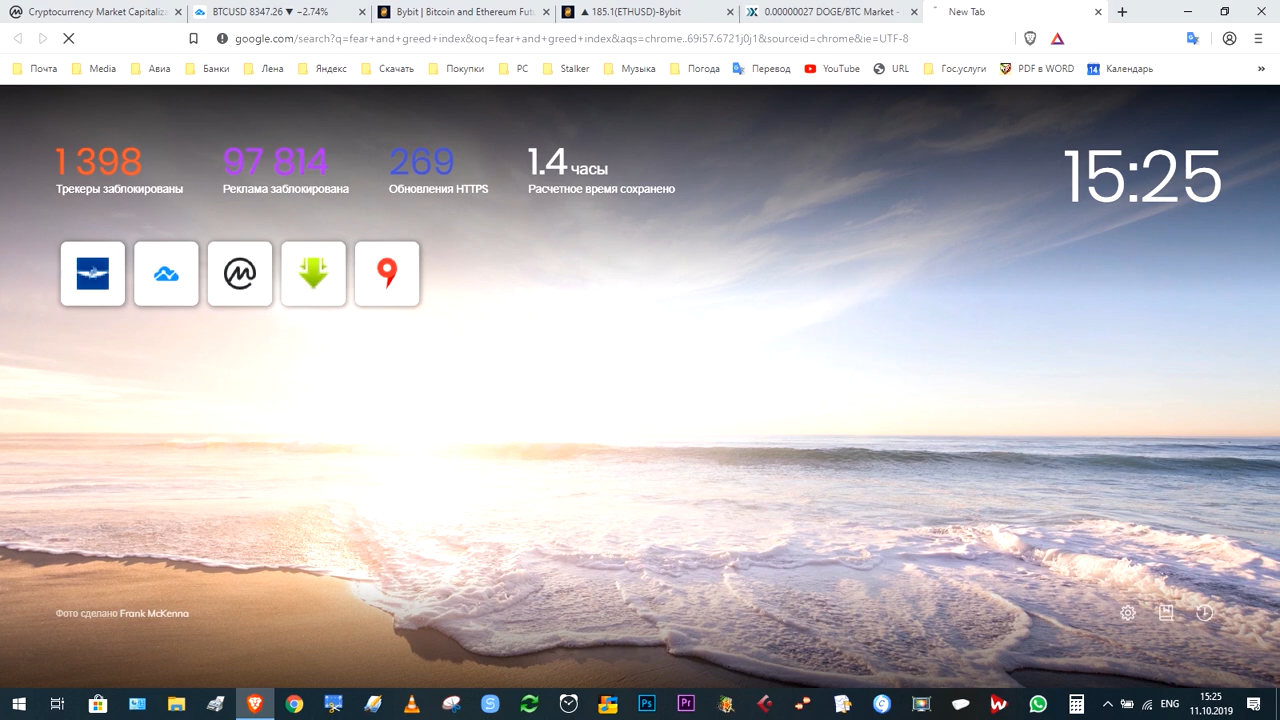 Cryptocurrency Market Capitaliz
BTCUSD 8347.26 ▼ −2.74%
Bybit | Bitcoin and Ethereum Futu
▲ 185.1(ETHUSD)-Bybit
0.00000027 DOGE/BTC Market -
New Tab
google.com/search?q=fear+and+greed+index&oq=fear+and+greed+index&aqs=chrome..69i57.6721j0j1&sourceid=chrome&ie=UTF-8
Почта Media Авиа Банки Лена Яндекс Скачать Покупки PC Stalker Музыка Погода Перевод YouTube URL Гос.услуги PDF в WORD 14 Календарь »
1 398 97 814 269 1.4 часы
Трекеры заблокированы Реклама заблокирована Обновления HTTPS Расчетное время сохранено
15:25
Фото сделано Frank McKenna
Ps Pr
ENG
15:25
11.10.2019